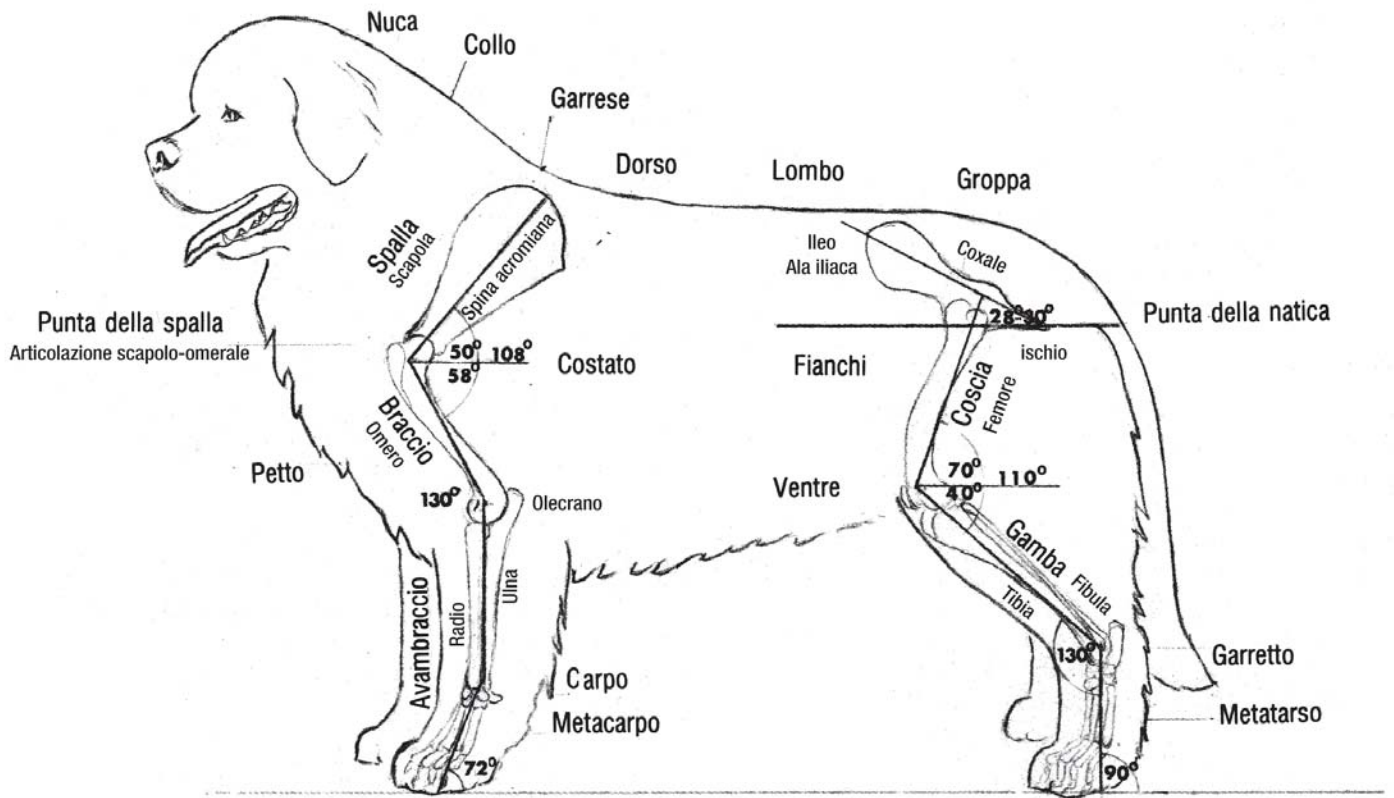 Nuca
Collo
Garrese
Dorso
Lombo
Groppa
Spalla
Scapola
Spina acromiana
Ileo
Ala iliaca
Coxale
28°-30°
Punta della natica
ischio
Punta della spalla
Articolazione scapolo-omerale
50° 108°
58°
Costato
Fianchi
Coscia
Femore
Braccio
Omero
Petto
130°
Olecrano
Ventre
70° 110°
40°
Gamba
Fibula
Tibia
Avambraccio
Radio
Ulna
130°
Garretto
Carpo
Metacarpo
Metatarso
72°
90°